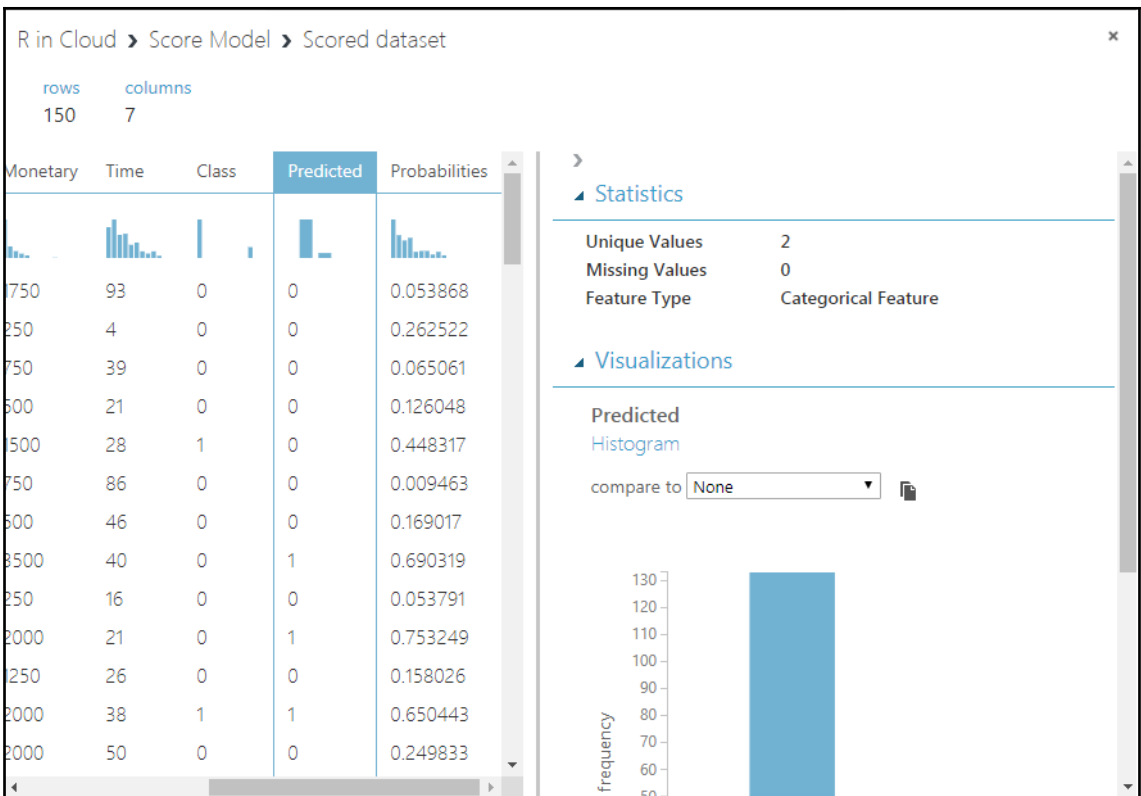 R in Cloud › Score Model › Scored dataset ×
rows columns
150 7
Monetary Time Class Predicted Probabilities
1750 93 0 0 0.053868
250 4 0 0 0.262522
750 39 0 0 0.065061
500 21 0 0 0.126048
1500 28 1 0 0.448317
750 86 0 0 0.009463
500 46 0 0 0.169017
3500 40 0 1 0.690319
250 16 0 0 0.053791
2000 21 0 1 0.753249
1250 26 0 0 0.158026
2000 38 1 1 0.650443
2000 50 0 0 0.249833
Statistics
Unique Values 2
Missing Values 0
Feature Type Categorical Feature
Visualizations
Predicted
Histogram
compare to None
130
120
110
100
90
80
70
60
50
frequency